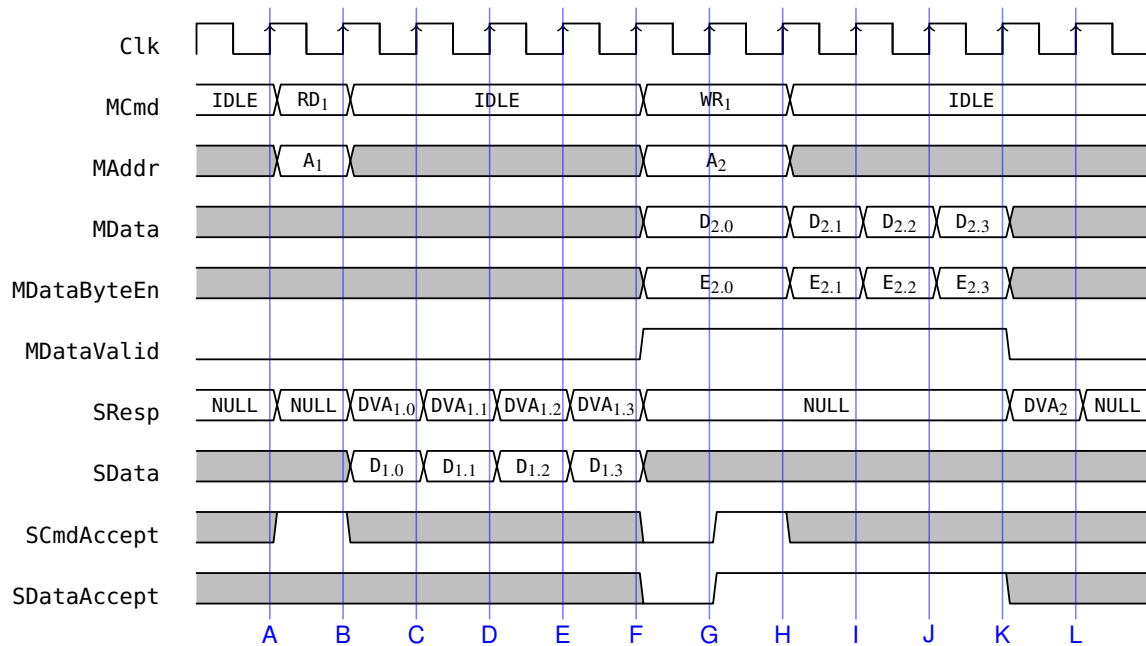 Clk
MCmd IDLE RD₁ IDLE WR₁ IDLE
MAddr A₁ A₂
MData D₂.₀ D₂.₁ D₂.₂ D₂.₃
MDataByteEn E₂.₀ E₂.₁ E₂.₂ E₂.₃
MDataValid
SResp NULL NULL DVA₁.₀ DVA₁.₁ DVA₁.₂ DVA₁.₃ NULL DVA₂ NULL
SData D₁.₀ D₁.₁ D₁.₂ D₁.₃
SCmdAccept
SDataAccept
A B C D E F G H I J K L